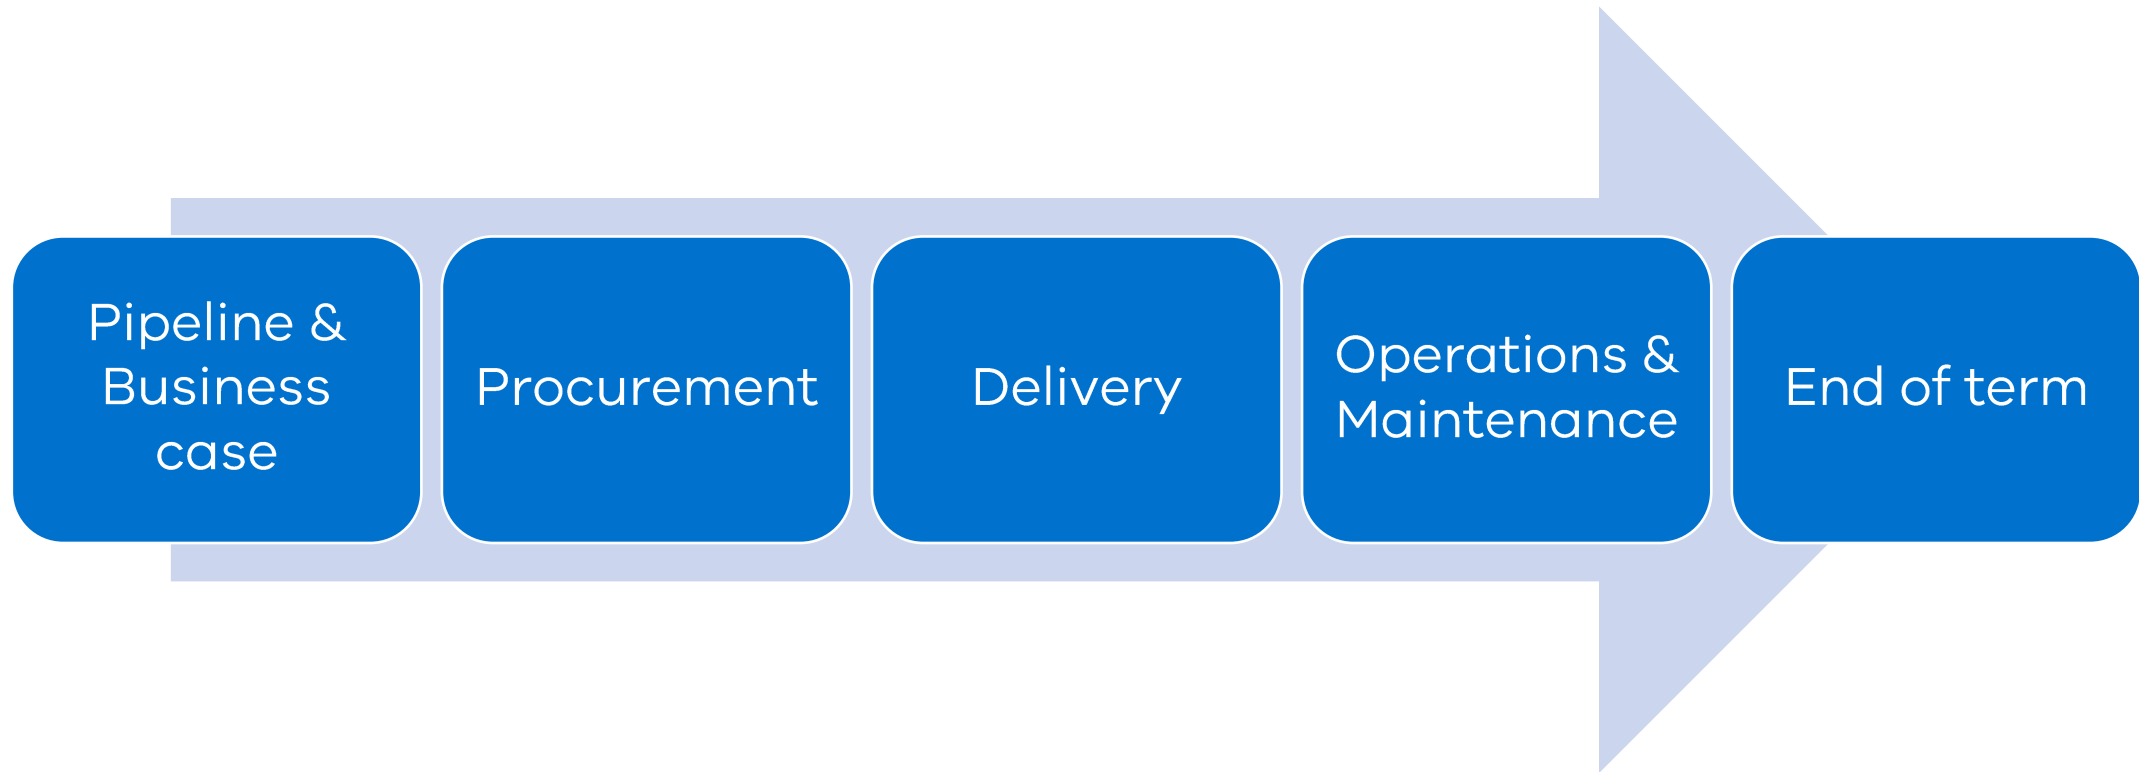 Pipeline &
Business
case
Procurement
Delivery
Operations &
Maintenance
End of term